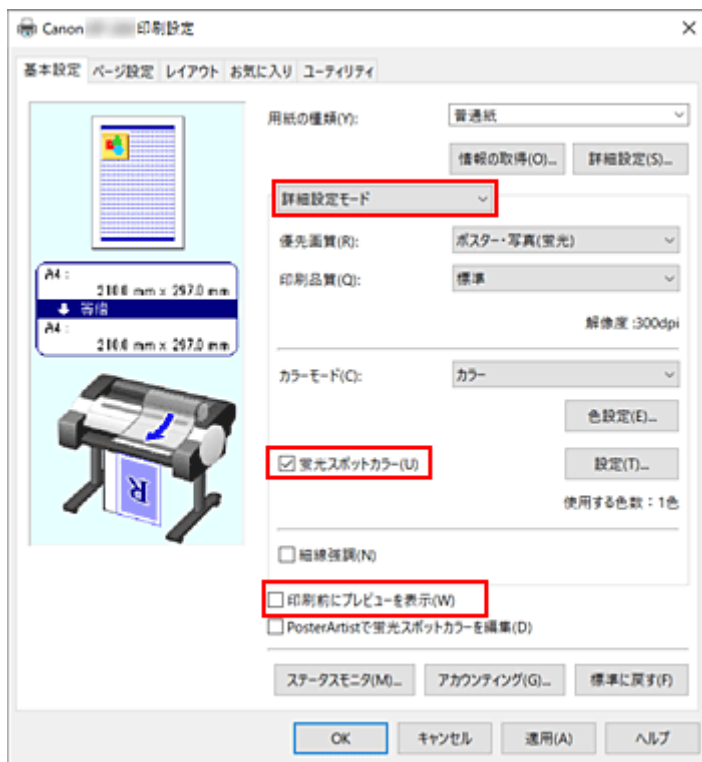 Canon 印刷設定
基本設定 ページ設定 レイアウト お気に入り ユーティリティ
用紙の種類(Y): 普通紙
情報の取得(O)... 詳細設定(S)...
詳細設定モード
優先画質(R): ポスター・写真(蛍光)
印刷品質(Q): 標準
解像度 :300dpi
カラーモード(C): カラー
色設定(E)...
蛍光スポットカラー(U) 設定(T)...
使用する色数：1色
細線強調(N)
印刷前にプレビューを表示(W)
PosterArtistで蛍光スポットカラーを編集(D)
A4 :
210.0 mm x 297.0 mm
等倍
A4 :
210.0 mm x 297.0 mm
R
ステータスモニタ(M)... アカウンティング(G)... 標準に戻す(F)
OK キャンセル 適用(A) ヘルプ